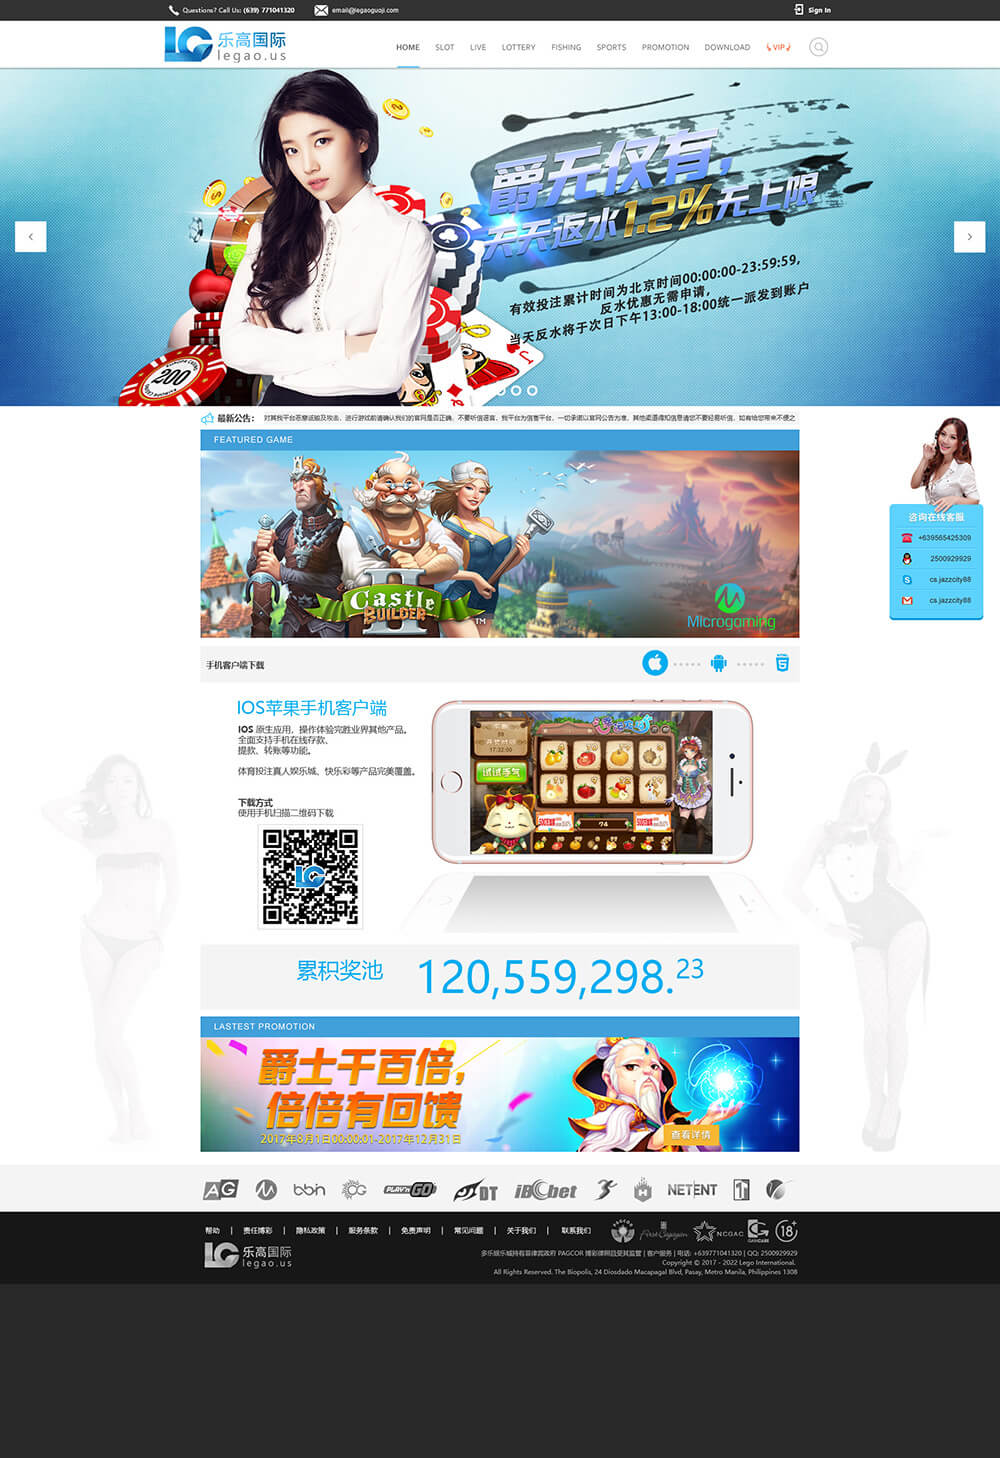 Questions? Call Us: (639) 771041320
email@legaoguoji.com
Sign In
LG 乐高国际
legao.us
HOME SLOT LIVE LOTTERY FISHING SPORTS PROMOTION DOWNLOAD VIP
爵无仅有,
天天返水1.2%无上限
有效投注累计时间为北京时间00:00:00-23:59:59,
反水优惠无需申请,
当天反水将于次日下午13:00-18:00统一派发到账户
200
最新公告:
进行游戏前请确认我们的官网是否正确、不要听信谣言、我平台为信誉平台、一切承诺以官网公告为准、其他渠道得知信息请您不要轻易听信、如有给您带来不便之
FEATURED GAME
Castle
BUILDER
II
TM
Microgaming
咨询在线客服
+639565425309
2500929929
cs.jazzcity88
cs.jazzcity88
手机客户端下载
IOS苹果手机客户端
IOS 原生应用、操作体验完胜业界其他产品。
全面支持手机在线存款、
提款、转账等功能。
体育投注真人娱乐城、快乐彩等产品完美覆盖。
下载方式
使用手机扫描二维码下载
LG
17:32:00
试试手气
74
累积奖池 120,559,298.23
LASTEST PROMOTION
爵士千百倍,
倍倍有回馈
2017年8月1日00:00:01-2017年12月31日
查看详情
AG bbin CG PLAY'N GO DT iBCbet NETENT
帮助 | 责任博彩 | 隐私政策 | 服务条款 | 免责声明 | 常见问题 | 关于我们 | 联系我们
PAGCOR First Cagayan NCGAC GAMCARE 18+
LG 乐高国际
legao.us
多乐娱乐城持有菲律宾政府 PAGCOR 博彩牌照且受其监管 | 客户服务 | 电话: +639771041320 | QQ: 2500929929
Copyright © 2017 - 2022 Lego International.
All Rights Reserved. The Biopolis, 24 Diosdado Macapagal Blvd, Pasay, Metro Manila, Philippines 1308